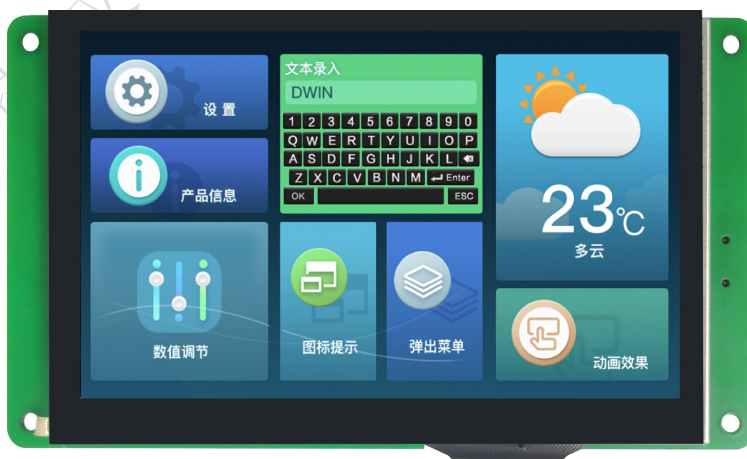 设置
产品信息
数值调节
文本录入
DWIN
1 2 3 4 5 6 7 8 9 0
Q W E R T Y U I O P
A S D F G H J K L
Z X C V B N M Enter
OK ESC
图标提示
弹出菜单
23℃
多云
动画效果